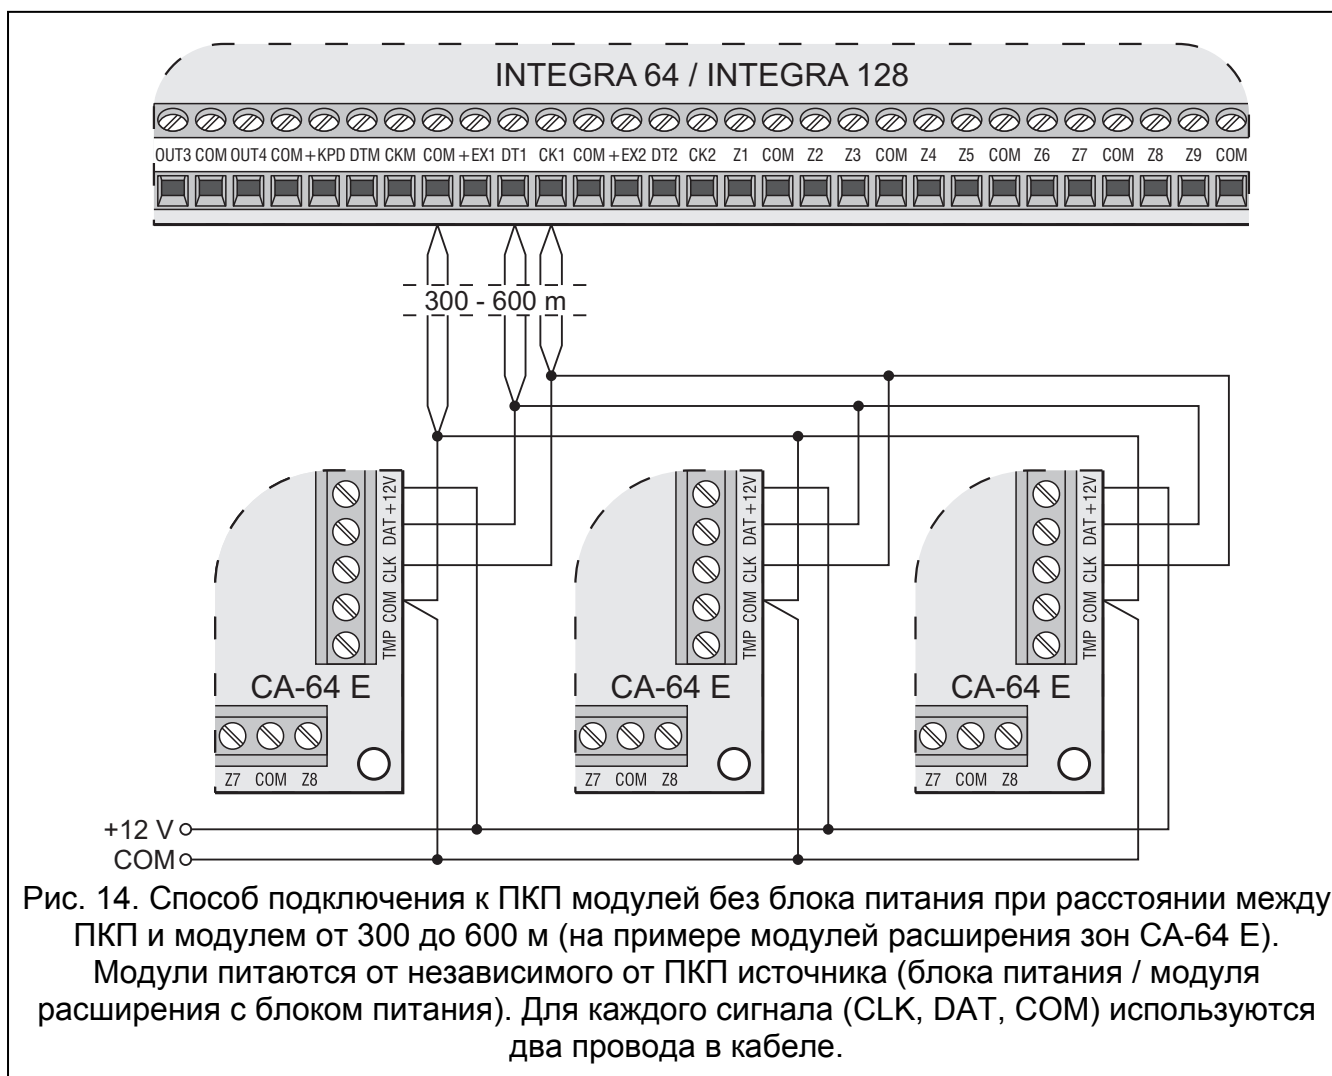 INTEGRA 64 / INTEGRA 128
OUT3 COM OUT4 COM +KPD DTM CKM COM +EX1 DT1 CK1 COM +EX2 DT2 CK2 Z1 COM Z2 Z3 COM Z4 Z5 COM Z6 Z7 COM Z8 Z9 COM
300 - 600 m
TMP COM CLK DAT +12V
CA-64 E
Z7 COM Z8
TMP COM CLK DAT +12V
CA-64 E
Z7 COM Z8
TMP COM CLK DAT +12V
CA-64 E
Z7 COM Z8
+12 V
COM
Рис. 14. Способ подключения к ПКП модулей без блока питания при расстоянии между
ПКП и модулем от 300 до 600 м (на примере модулей расширения зон CA-64 E).
Модули питаются от независимого от ПКП источника (блока питания / модуля
расширения с блоком питания). Для каждого сигнала (CLK, DAT, COM) используются
два провода в кабеле.